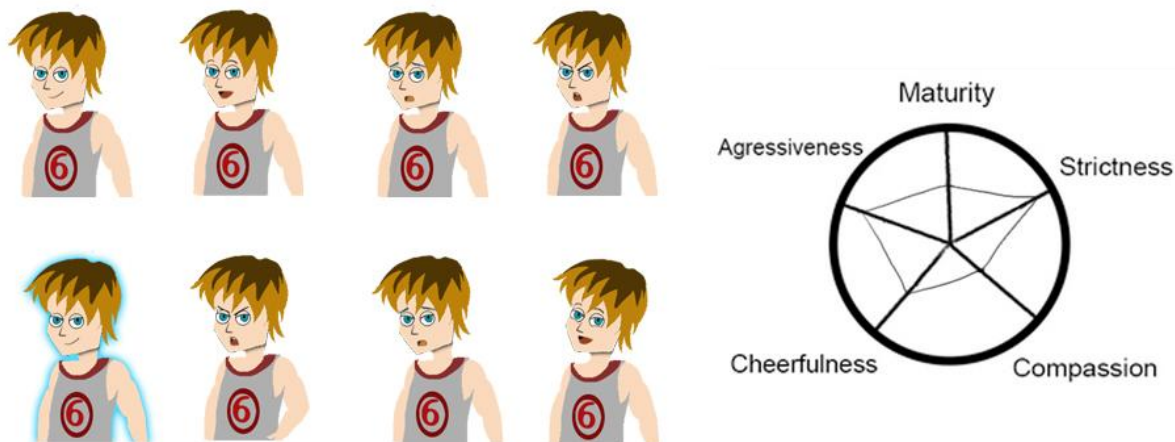 6 6 6 6
Maturity
Agressiveness
Strictness
6 6 6 6
Cheerfulness
Compassion